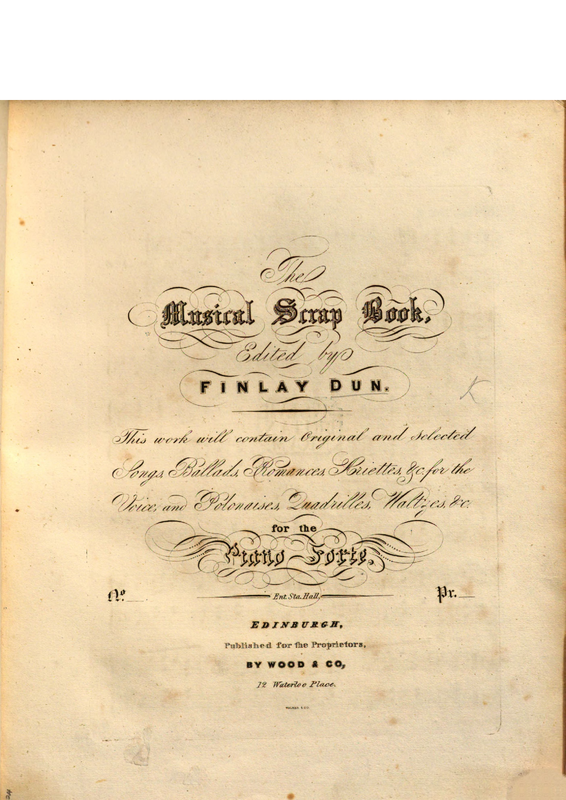 The
Musical Scrap Book.
Edited by
FINLAY DUN.
This work will contain Original and Selected
Songs, Ballads, Romances, Ariettes, &c. for the
Voice, and Polonaises, Quadrilles, Waltzes, &c.
for the
Piano Forte.
No. Pr.
Ent. Sta. Hall,
EDINBURGH,
Published for the Proprietors,
BY WOOD & CO,
12 Waterloo Place.
K